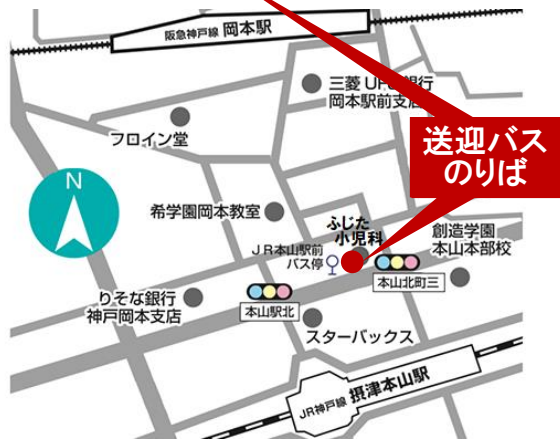 阪急神戸線 岡本駅
三菱UFJ銀行
岡本駅前支店
フロイン堂
送迎バス
のりば
N
希学園岡本教室
ふじた
小児科
JR本山駅前
バス停
創造学園
本山本部校
本山北町三
りそな銀行
神戸岡本支店
本山駅北
スターバックス
JR神戸線 摂津本山駅